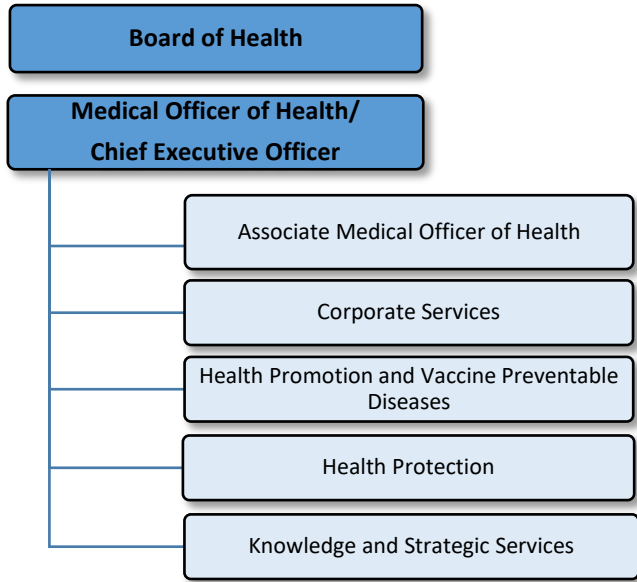 Board of Health
Medical Officer of Health/
Chief Executive Officer
Associate Medical Officer of Health
Corporate Services
Health Promotion and Vaccine Preventable
Diseases
Health Protection
Knowledge and Strategic Services